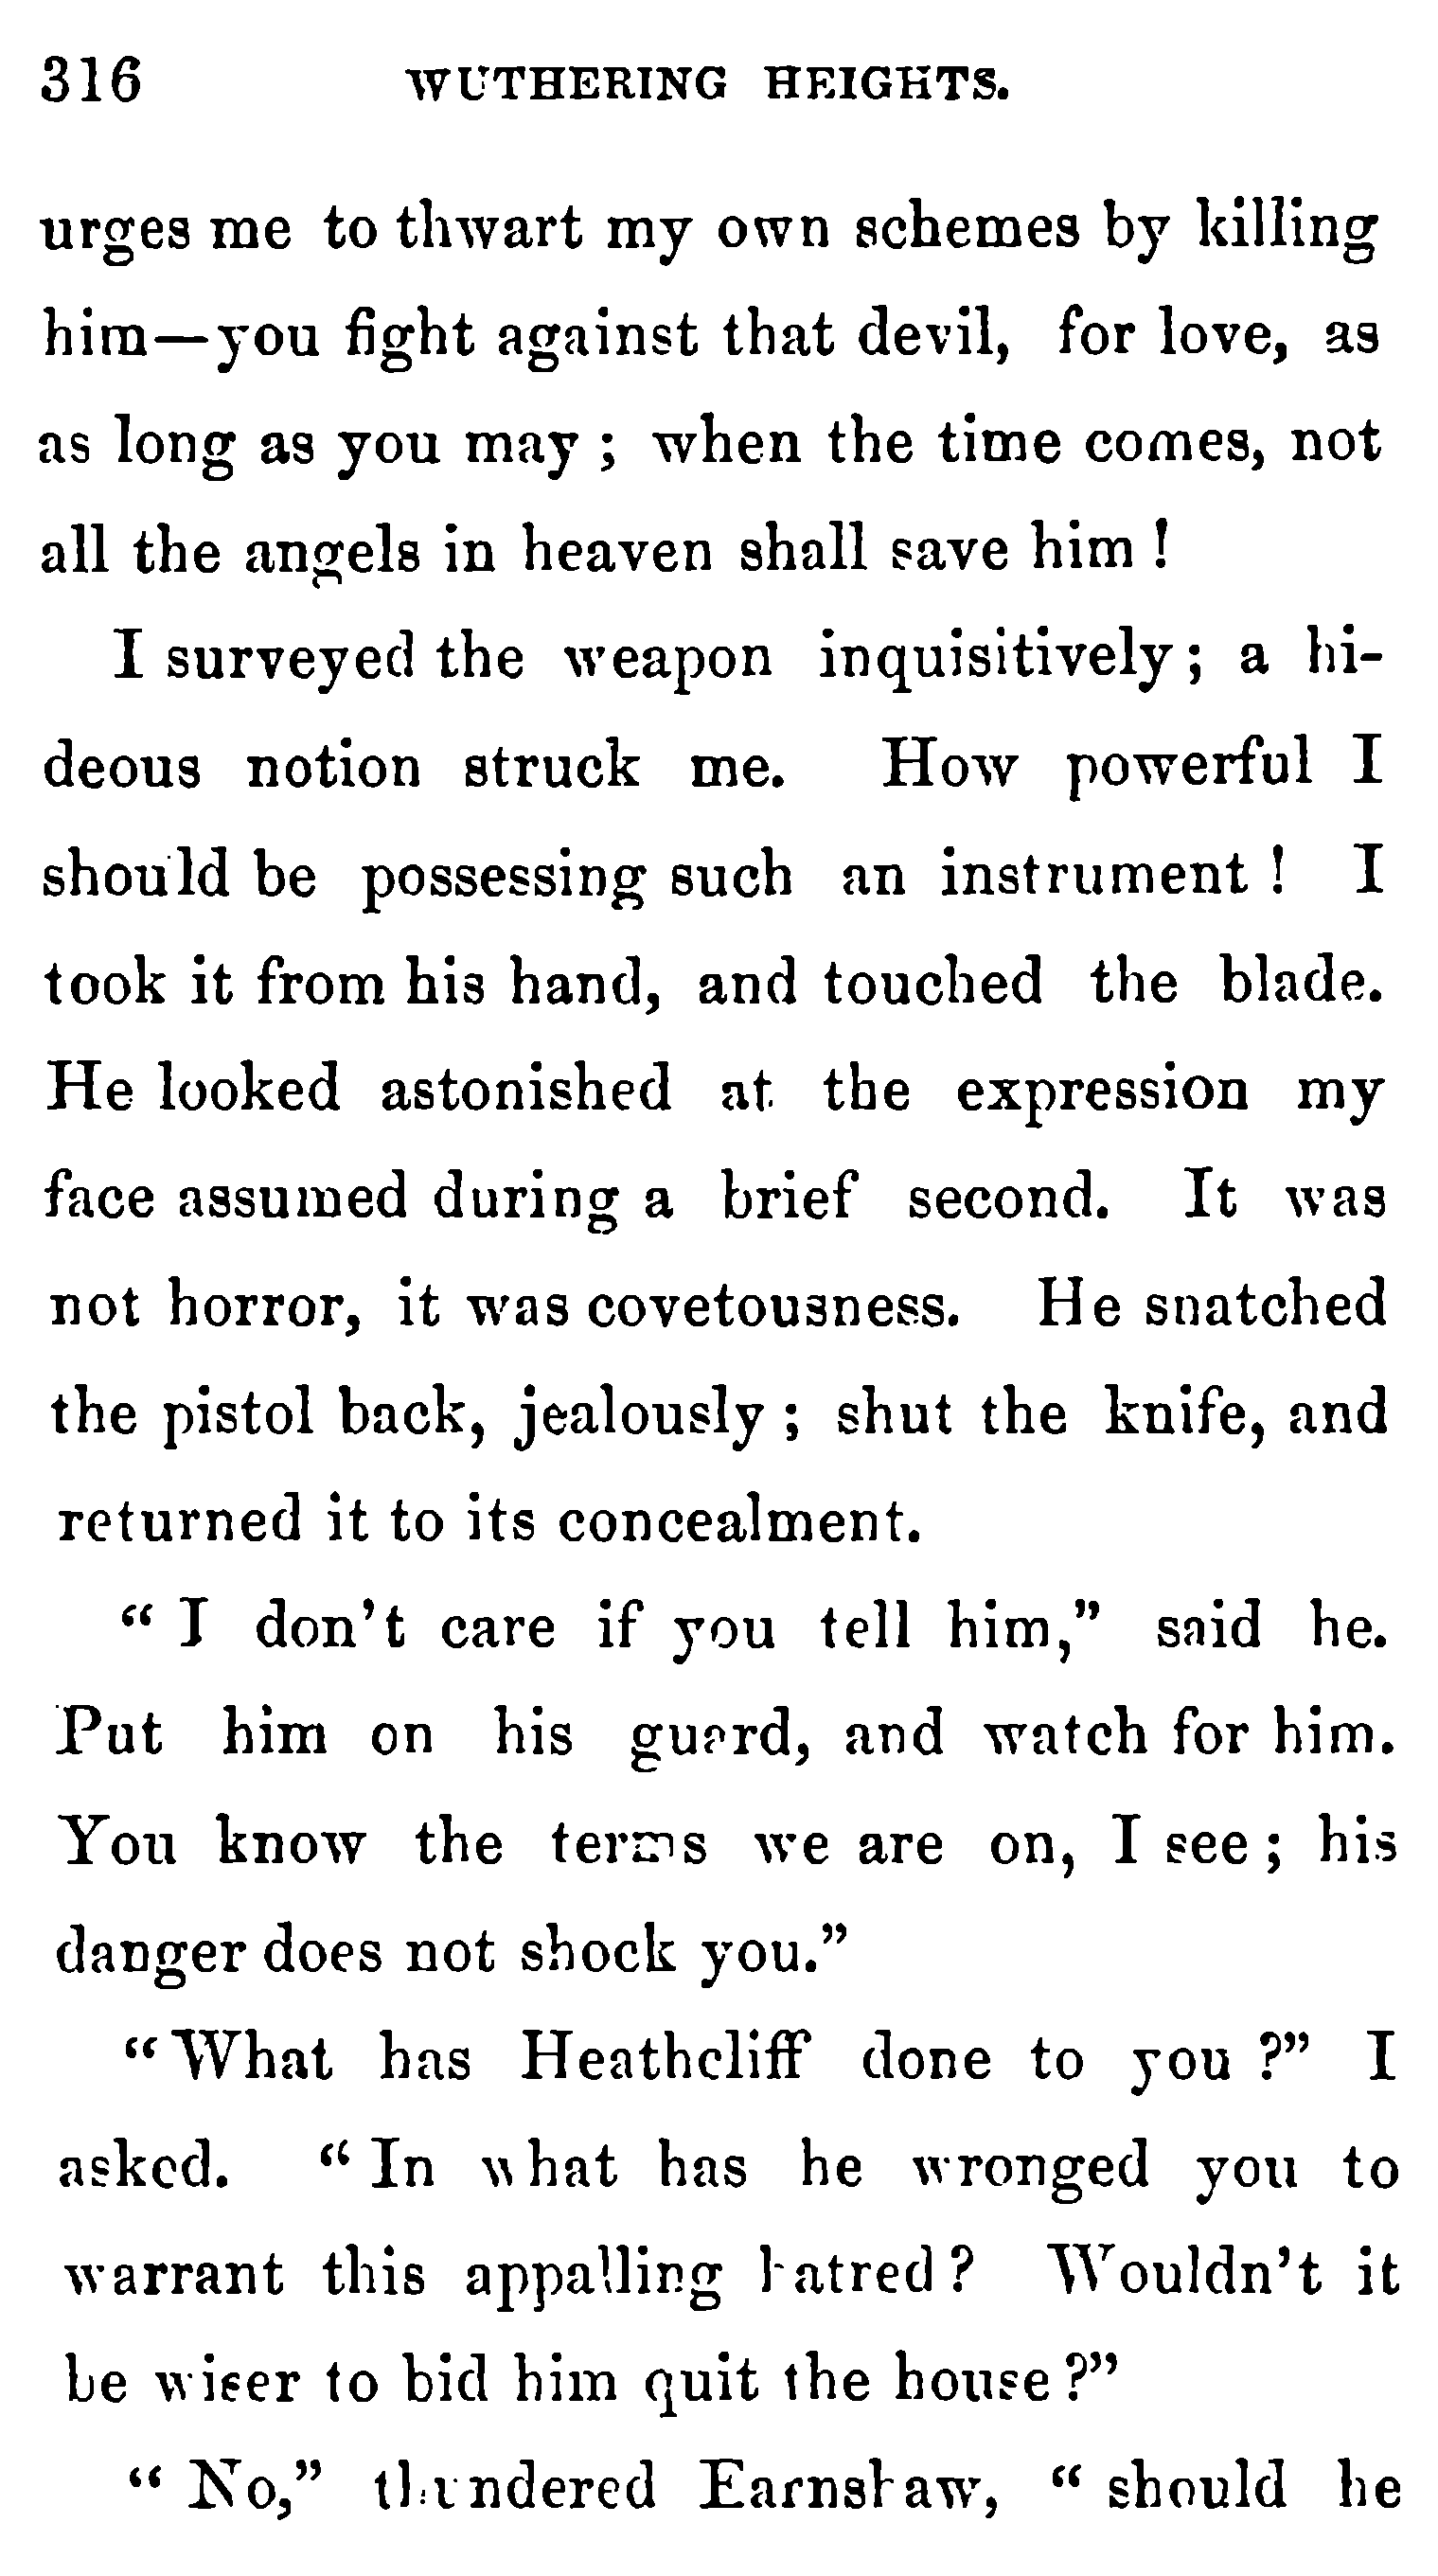 316 WUTHERING HEIGHTS.
urges me to thwart my own schemes by killing
him—you fight against that devil, for love, as
as long as you may ; when the time comes, not
all the angels in heaven shall save him !
I surveyed the weapon inquisitively ; a hi-
deous notion struck me. How powerful I
should be possessing such an instrument ! I
took it from his hand, and touched the blade.
He looked astonished at the expression my
face assumed during a brief second. It was
not horror, it was covetousness. He snatched
the pistol back, jealously ; shut the knife, and
returned it to its concealment.
“ I don’t care if you tell him,” said he.
Put him on his guard, and watch for him.
You know the terms we are on, I see ; his
danger does not shock you.”
“ What has Heathcliff done to you ?” I
asked. “ In what has he wronged you to
warrant this appalling hatred ? Wouldn’t it
be wiser to bid him quit the house ?”
“ No,” thundered Earnshaw, “ should he